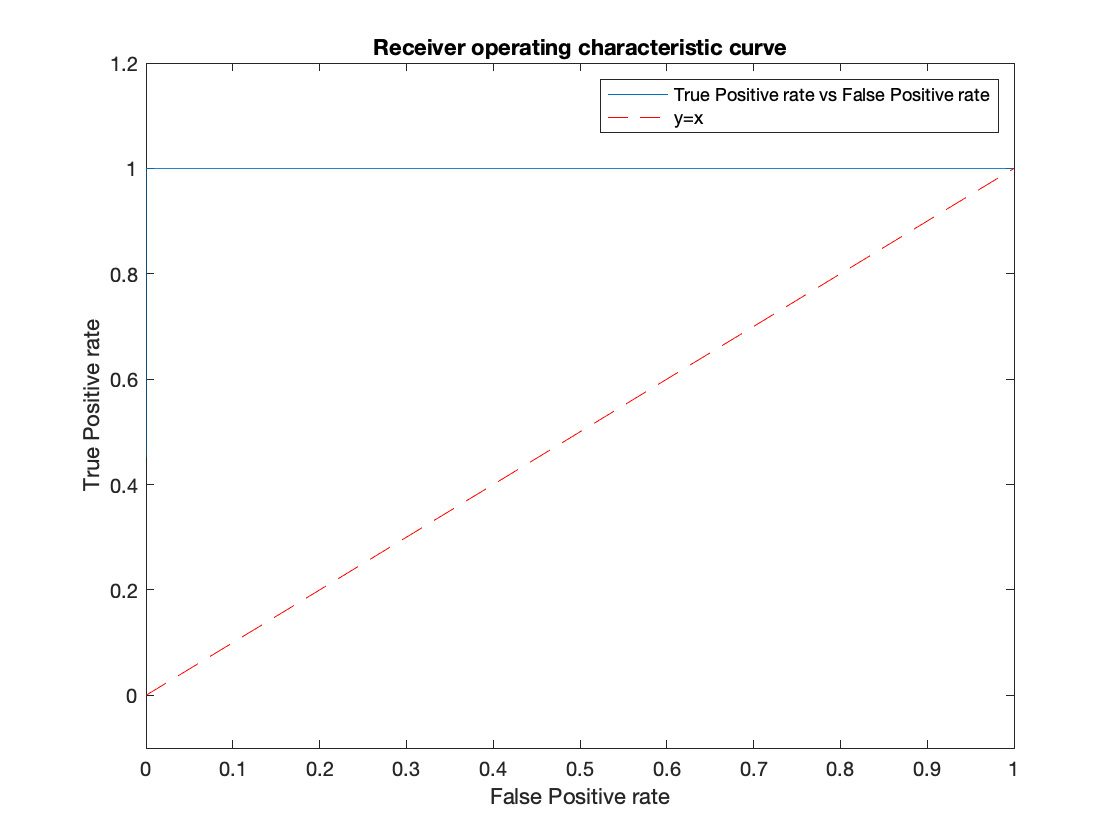 Receiver operating characteristic curve
True Positive rate vs False Positive rate
y=x
1.2
1
0.8
0.6
0.4
0.2
0
True Positive rate
0 0.1 0.2 0.3 0.4 0.5 0.6 0.7 0.8 0.9 1
False Positive rate